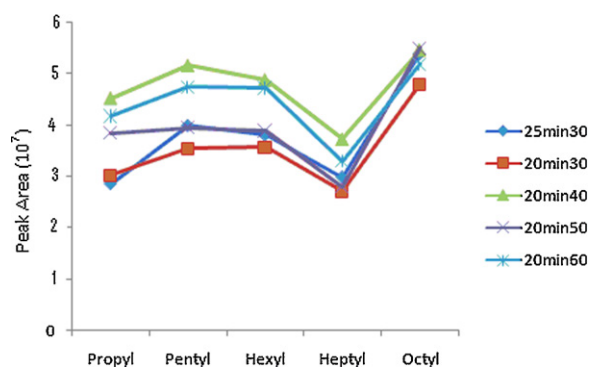 6
5
4
3
2
1
0
Peak Area (10⁷)
Propyl Pentyl Hexyl Heptyl Octyl
25min30
20min30
20min40
20min50
20min60